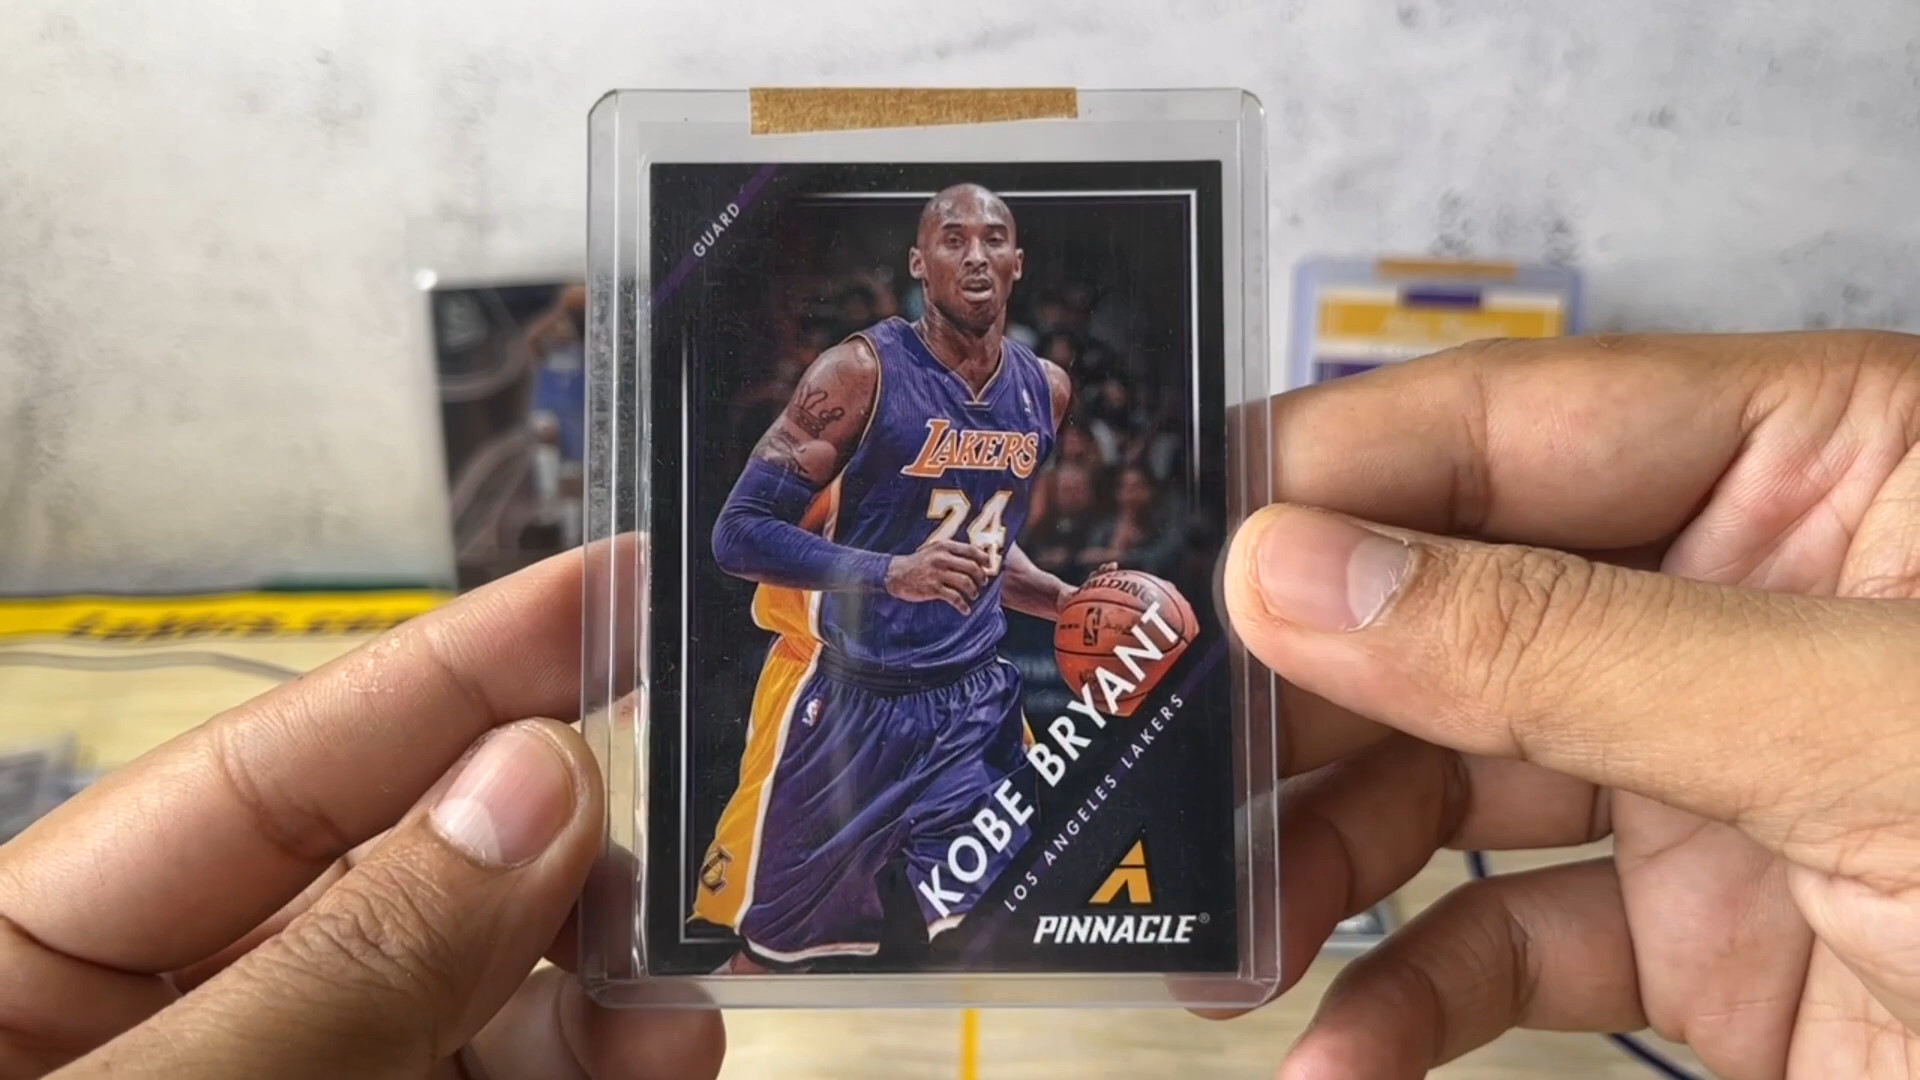 GUARD
LAKERS
24
SPALDING
KOBE BRYANT
LOS ANGELES LAKERS
PINNACLE®